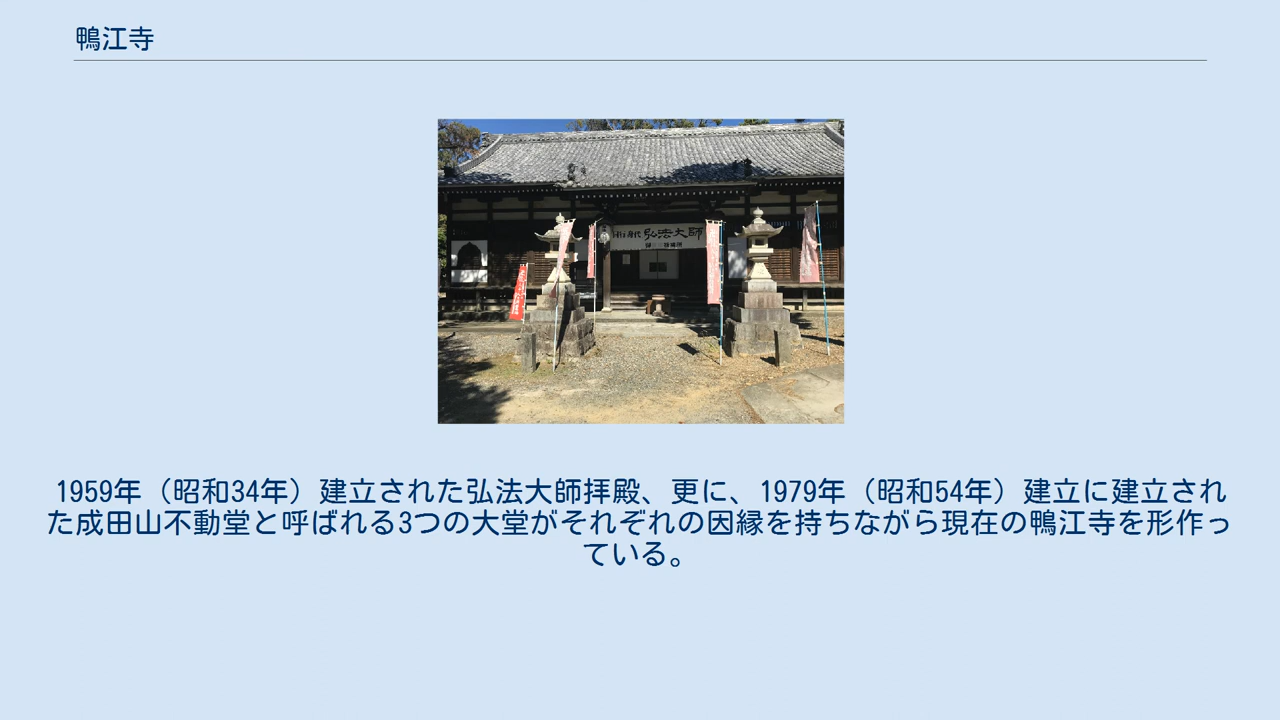 鴨江寺
弘法大師
1959年（昭和34年）建立された弘法大師拝殿、更に、1979年（昭和54年）建立に建立され
た成田山不動堂と呼ばれる3つの大堂がそれぞれの因縁を持ちながら現在の鴨江寺を形作っ
ている。